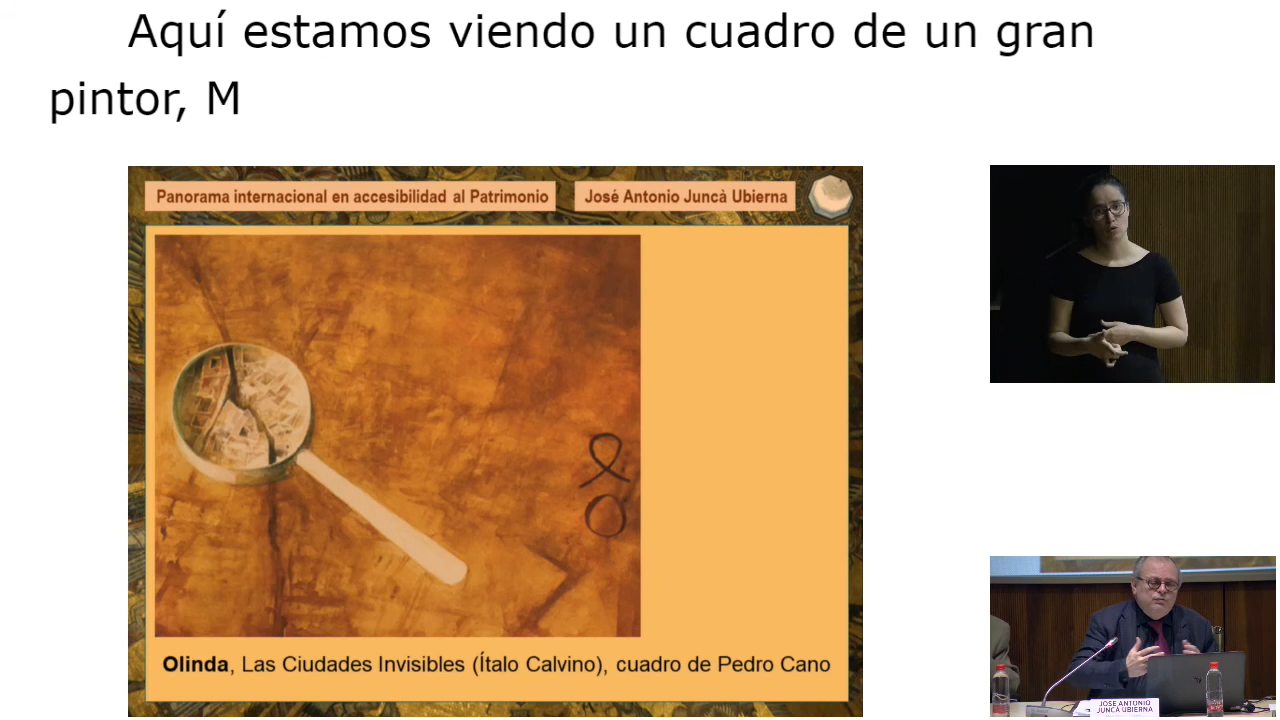 Aquí estamos viendo un cuadro de un gran
pintor, M
Panorama internacional en accesibilidad al Patrimonio
José Antonio Juncà Ubierna
Olinda, Las Ciudades Invisibles (Ítalo Calvino), cuadro de Pedro Cano
JOSE ANTONIO
JUNCÀ UBIERNA